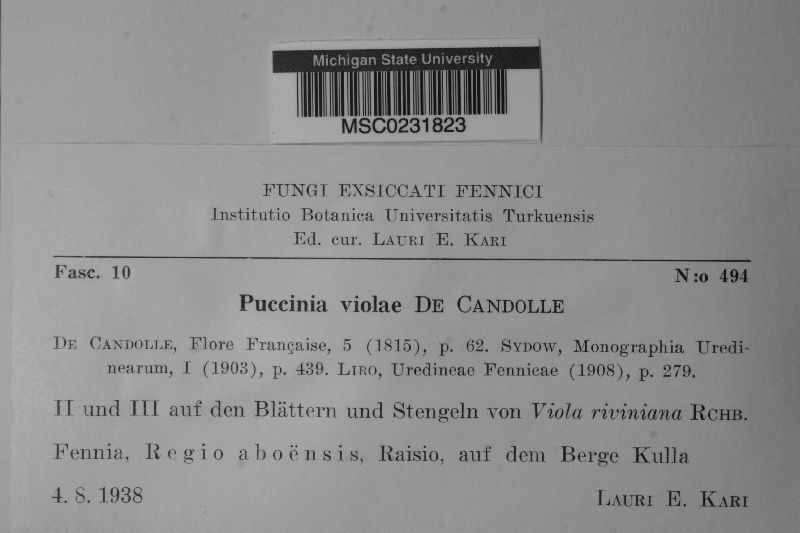 Michigan State University
MSC0231823
FUNGI EXSICCATI FENNICI
Institutio Botanica Universitatis Turkuensis
Ed. cur. LAURI E. KARI
Fasc. 10 N:o 494
Puccinia violae DE CANDOLLE
DE CANDOLLE, Flore Française, 5 (1815), p. 62. SYDOW, Monographia Uredi-
nearum, I (1903), p. 439. LIRO, Uredineae Fennicae (1908), p. 279.
II und III auf den Blättern und Stengeln von Viola riviniana RCHB.
Fennia, Regio aboënsis, Raisio, auf dem Berge Kulla
4. 8. 1938 LAURI E. KARI